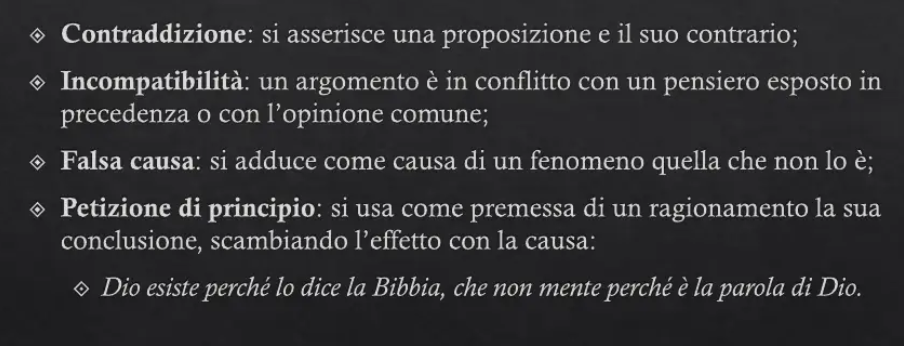 Contraddizione: si asserisce una proposizione e il suo contrario;
Incompatibilità: un argomento è in conflitto con un pensiero esposto in
precedenza o con l'opinione comune;
Falsa causa: si adduce come causa di un fenomeno quella che non lo è;
Petizione di principio: si usa come premessa di un ragionamento la sua
conclusione, scambiando l'effetto con la causa:
Dio esiste perché lo dice la Bibbia, che non mente perché è la parola di Dio.